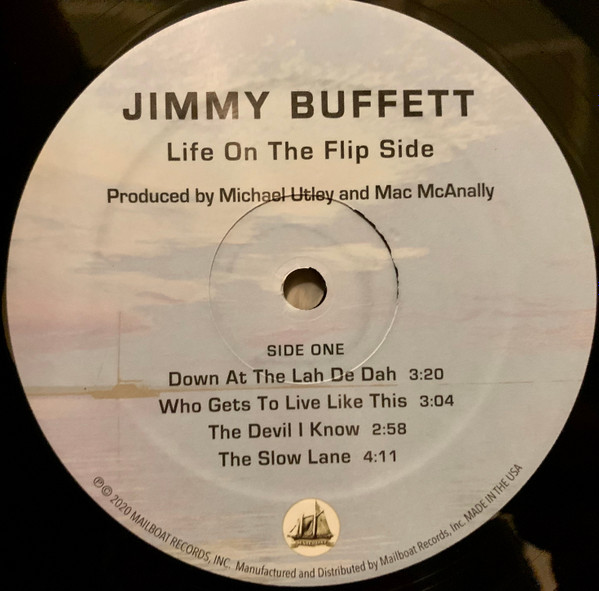 JIMMY BUFFETT
Life On The Flip Side
Produced by Michael Utley and Mac McAnally
SIDE ONE
Down At The Lah De Dah 3:20
Who Gets To Live Like This 3:04
The Devil I Know 2:58
The Slow Lane 4:11
℗ © 2020 MAILBOAT RECORDS, INC. Manufactured and Distributed by Mailboat Records, Inc. MADE IN THE USA